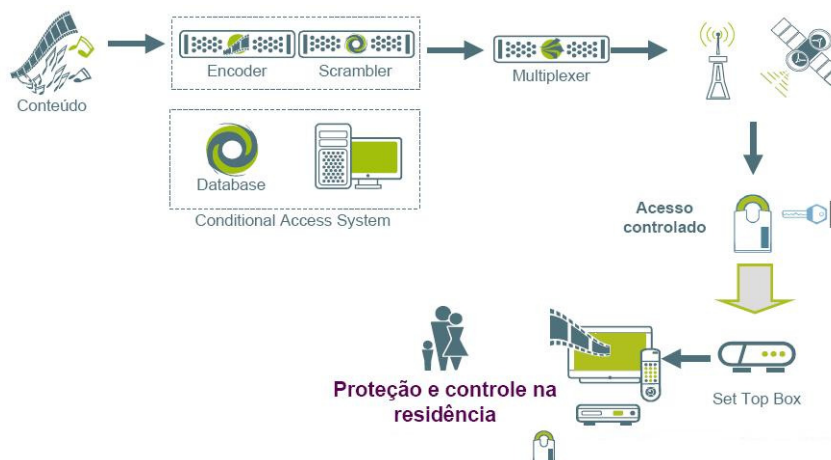 Conteúdo
Encoder
Scrambler
Multiplexer
Database
Conditional Access System
Acesso
controlado
Proteção e controle na
residência
Set Top Box